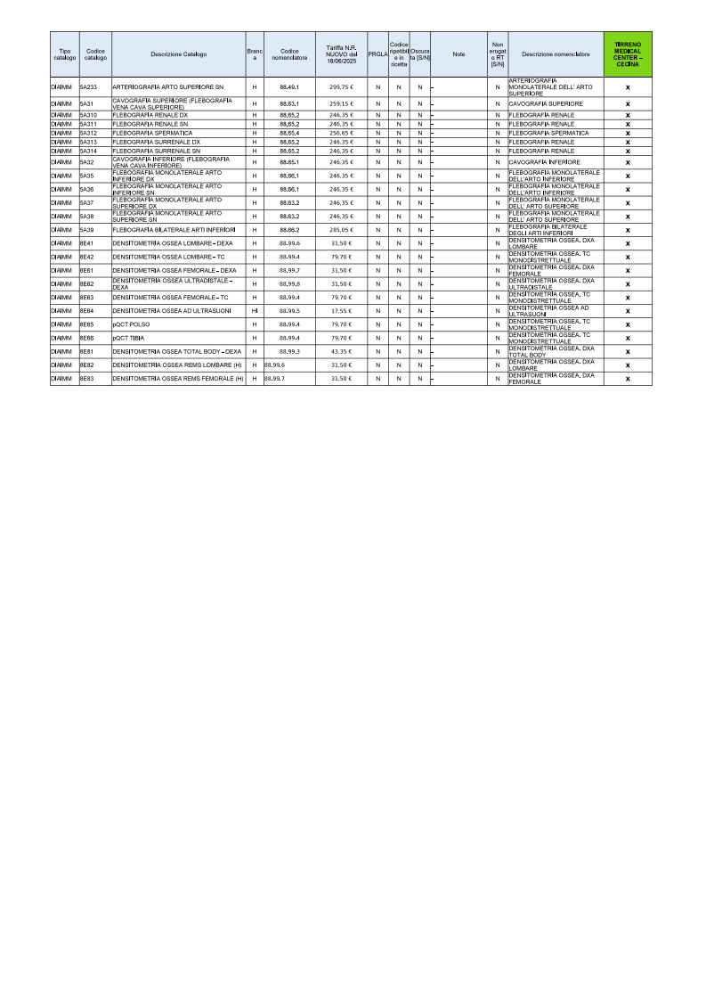 Tipo catalogo | Codice catalogo | Descrizione Catalogo | Branca | Codice nomenclatore | Tariffa N.R. NUOVO dal 16/06/2025 | PRGLA | Codice ripetibile in ricetta | Oscurata [S/N] | Note | Non erogato RT [S/N] | Descrizione nomenclatore | TIRRENO MEDICAL CENTER – CECINA
DIAIMM | 5A233 | ARTERIOGRAFIA ARTO SUPERIORE SN | H | 88.49.1 | 299,75 € | N | N | N | – | N | ARTERIOGRAFIA MONOLATERALE DELL' ARTO SUPERIORE | x
DIAIMM | 5A31 | CAVOGRAFIA SUPERIORE (FLEBOGRAFIA VENA CAVA SUPERIORE) | H | 88.63.1 | 259,15 € | N | N | N | – | N | CAVOGRAFIA SUPERIORE | x
DIAIMM | 5A310 | FLEBOGRAFIA RENALE DX | H | 88.65.2 | 246,35 € | N | N | N | – | N | FLEBOGRAFIA RENALE | x
DIAIMM | 5A311 | FLEBOGRAFIA RENALE SN | H | 88.65.2 | 246,35 € | N | N | N | – | N | FLEBOGRAFIA RENALE | x
DIAIMM | 5A312 | FLEBOGRAFIA SPERMATICA | H | 88.65.4 | 256,65 € | N | N | N | – | N | FLEBOGRAFIA SPERMATICA | x
DIAIMM | 5A313 | FLEBOGRAFIA SURRENALE DX | H | 88.65.2 | 246,35 € | N | N | N | – | N | FLEBOGRAFIA RENALE | x
DIAIMM | 5A314 | FLEBOGRAFIA SURRENALE SN | H | 88.65.2 | 246,35 € | N | N | N | – | N | FLEBOGRAFIA RENALE | x
DIAIMM | 5A32 | CAVOGRAFIA INFERIORE (FLEBOGRAFIA VENA CAVA INFERIORE) | H | 88.65.1 | 246,35 € | N | N | N | – | N | CAVOGRAFIA INFERIORE | x
DIAIMM | 5A35 | FLEBOGRAFIA MONOLATERALE ARTO INFERIORE DX | H | 88.66.1 | 246,35 € | N | N | N | – | N | FLEBOGRAFIA MONOLATERALE DELL'ARTO INFERIORE | x
DIAIMM | 5A36 | FLEBOGRAFIA MONOLATERALE ARTO INFERIORE SN | H | 88.66.1 | 246,35 € | N | N | N | – | N | FLEBOGRAFIA MONOLATERALE DELL'ARTO INFERIORE | x
DIAIMM | 5A37 | FLEBOGRAFIA MONOLATERALE ARTO SUPERIORE DX | H | 88.63.2 | 246,35 € | N | N | N | – | N | FLEBOGRAFIA MONOLATERALE DELL' ARTO SUPERIORE | x
DIAIMM | 5A38 | FLEBOGRAFIA MONOLATERALE ARTO SUPERIORE SN | H | 88.63.2 | 246,35 € | N | N | N | – | N | FLEBOGRAFIA MONOLATERALE DELL' ARTO SUPERIORE | x
DIAIMM | 5A39 | FLEBOGRAFIA BILATERALE ARTI INFERIORI | H | 88.66.2 | 285,05 € | N | N | N | – | N | FLEBOGRAFIA BILATERALE DEGLI ARTI INFERIORI | x
DIAIMM | 8E41 | DENSITOMETRIA OSSEA LOMBARE – DEXA | H | 88.99.6 | 31,50 € | N | N | N | – | N | DENSITOMETRIA OSSEA. DXA LOMBARE | x
DIAIMM | 8E42 | DENSITOMETRIA OSSEA LOMBARE – TC | H | 88.99.4 | 79,70 € | N | N | N | – | N | DENSITOMETRIA OSSEA. TC MONODISTRETTUALE | x
DIAIMM | 8E61 | DENSITOMETRIA OSSEA FEMORALE – DEXA | H | 88.99.7 | 31,50 € | N | N | N | – | N | DENSITOMETRIA OSSEA. DXA FEMORALE | x
DIAIMM | 8E62 | DENSITOMETRIA OSSEA ULTRADISTALE – DEXA | H | 88.99.8 | 31,50 € | N | N | N | – | N | DENSITOMETRIA OSSEA. DXA ULTRADISTALE | x
DIAIMM | 8E63 | DENSITOMETRIA OSSEA FEMORALE – TC | H | 88.99.4 | 79,70 € | N | N | N | – | N | DENSITOMETRIA OSSEA. TC MONODISTRETTUALE | x
DIAIMM | 8E64 | DENSITOMETRIA OSSEA AD ULTRASUONI | HI | 88.99.5 | 17,55 € | N | N | N | – | N | DENSITOMETRIA OSSEA AD ULTRASUONI | x
DIAIMM | 8E65 | pQCT POLSO | H | 88.99.4 | 79,70 € | N | N | N | – | N | DENSITOMETRIA OSSEA. TC MONODISTRETTUALE | x
DIAIMM | 8E66 | pQCT TIBIA | H | 88.99.4 | 79,70 € | N | N | N | – | N | DENSITOMETRIA OSSEA. TC MONODISTRETTUALE | x
DIAIMM | 8E81 | DENSITOMETRIA OSSEA TOTAL BODY – DEXA | H | 88.99.3 | 43,35 € | N | N | N | – | N | DENSITOMETRIA OSSEA. DXA TOTAL BODY | x
DIAIMM | 8E82 | DENSITOMETRIA OSSEA REMS LOMBARE (H) | H | 88.99.6 | 31,50 € | N | N | N | – | N | DENSITOMETRIA OSSEA. DXA LOMBARE | x
DIAIMM | 8E83 | DENSITOMETRIA OSSEA REMS FEMORALE (H) | H | 88.99.7 | 31,50 € | N | N | N | – | N | DENSITOMETRIA OSSEA. DXA FEMORALE | x